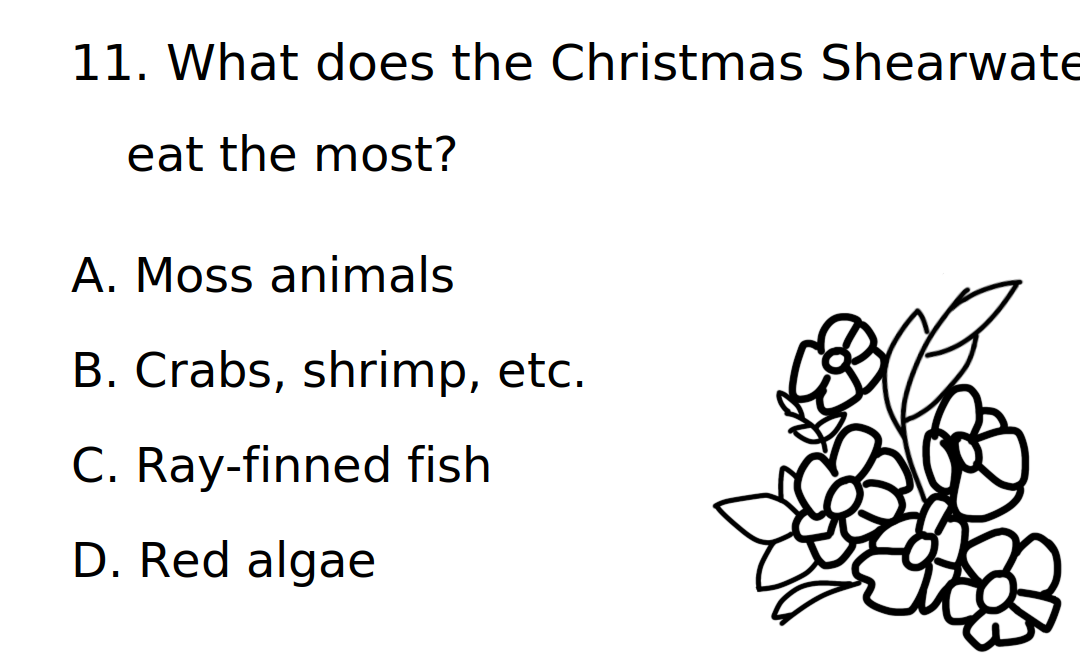 11. What does the Christmas Shearwate
eat the most?
A. Moss animals
B. Crabs, shrimp, etc.
C. Ray-finned fish
D. Red algae